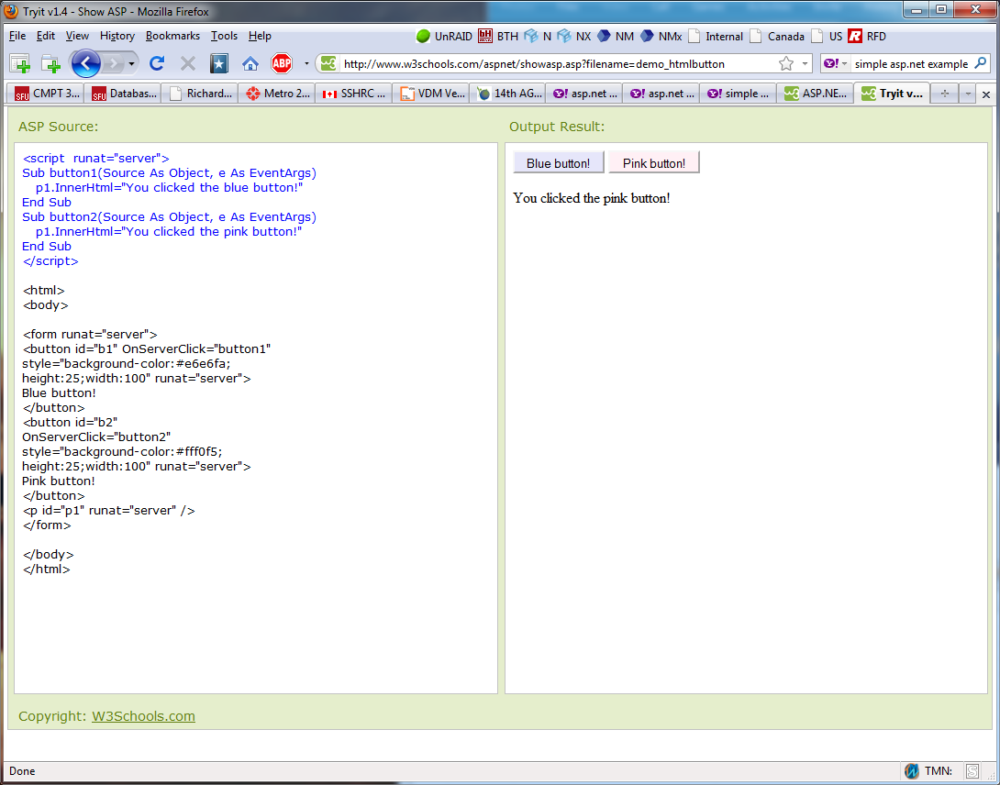 Tryit v1.4 - Show ASP - Mozilla Firefox
File Edit View History Bookmarks Tools Help
UnRAID bH BTH N NX NM NMx Internal Canada US R RFD
ABP http://www.w3schools.com/aspnet/showasp.asp?filename=demo_htmlbutton Y! simple asp.net example
SFU CMPT 3... SFU Databas... Richard... Metro 2... SSHRC ... VDM Ve... 14th AG... Y! asp.net ... Y! asp.net ... Y! simple ... ASP.NE... Tryit v...
ASP Source:
<script  runat="server">
Sub button1(Source As Object, e As EventArgs)
   p1.InnerHtml="You clicked the blue button!"
End Sub
Sub button2(Source As Object, e As EventArgs)
   p1.InnerHtml="You clicked the pink button!"
End Sub
</script>
<html>
<body>
<form runat="server">
<button id="b1" OnServerClick="button1"
style="background-color:#e6e6fa;
height:25;width:100" runat="server">
Blue button!
</button>
<button id="b2"
OnServerClick="button2"
style="background-color:#fff0f5;
height:25;width:100" runat="server">
Pink button!
</button>
<p id="p1" runat="server" />
</form>
</body>
</html>
Output Result:
Blue button! Pink button!
You clicked the pink button!
Copyright: W3Schools.com
Done
TMN: S